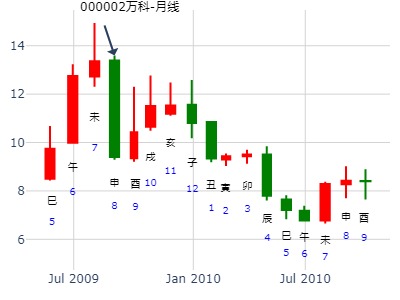 000002万科-月线
14
12
10
8
6
巳
5
午
6
未
7
申
8
酉
9
戌
10
亥
11
子
12
丑
1
寅
2
卯
3
辰
4
巳
5
午
6
未
7
申
8
酉
9
Jul 2009
Jan 2010
Jul 2010